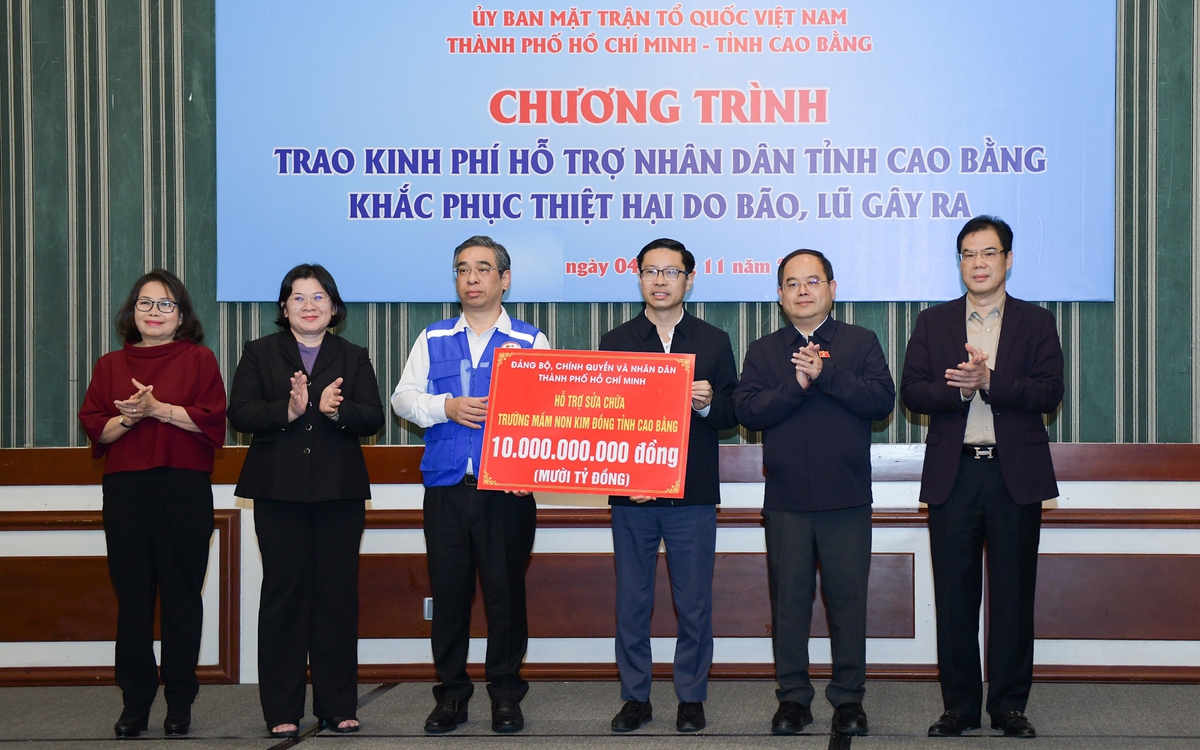 ỦY BAN MẶT TRẬN TỔ QUỐC VIỆT NAM
THÀNH PHỐ HỒ CHÍ MINH - TỈNH CAO BẰNG
CHƯƠNG TRÌNH
TRAO KINH PHÍ HỖ TRỢ NHÂN DÂN TỈNH CAO BẰNG
KHẮC PHỤC THIỆT HẠI DO BÃO, LŨ GÂY RA
ngày 04 11 năm
ĐẢNG BỘ, CHÍNH QUYỀN VÀ NHÂN DÂN
THÀNH PHỐ HỒ CHÍ MINH
HỖ TRỢ SỬA CHỮA
TRƯỜNG MẦM NON KIM ĐỒNG TỈNH CAO BẰNG
10.000.000.000 đồng
(MƯỜI TỶ ĐỒNG)